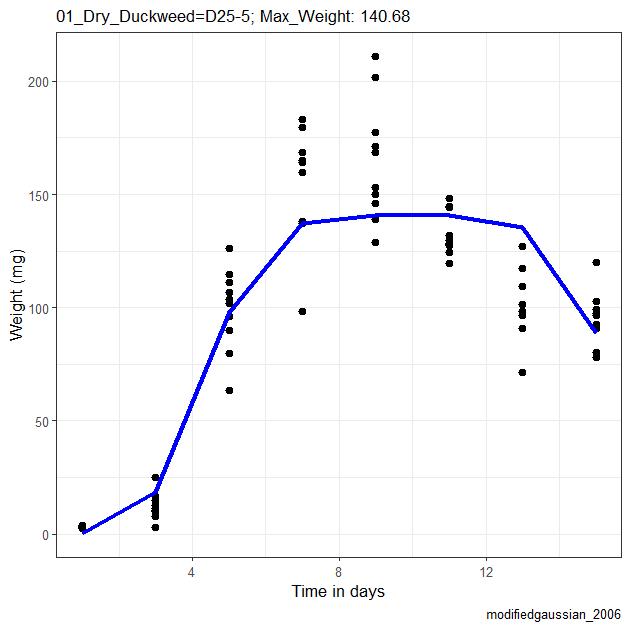 01_Dry_Duckweed=D25-5; Max_Weight: 140.68
200
150
100
50
0
Weight (mg)
4 8 12
Time in days
modifiedgaussian_2006